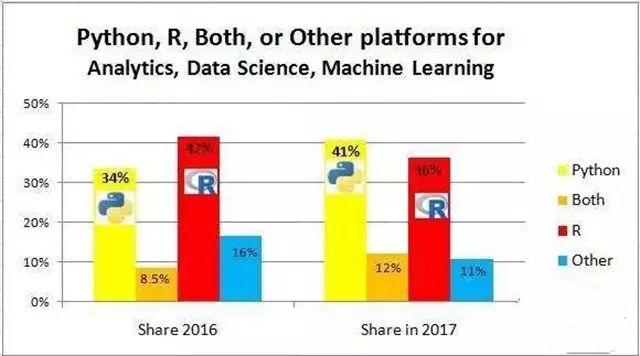 Python, R, Both, or Other platforms for
Analytics, Data Science, Machine Learning
50%
40%
30%
20%
10%
0%
34%
8.5%
42%
16%
41%
12%
36%
11%
R
R
Share 2016
Share in 2017
Python
Both
R
Other